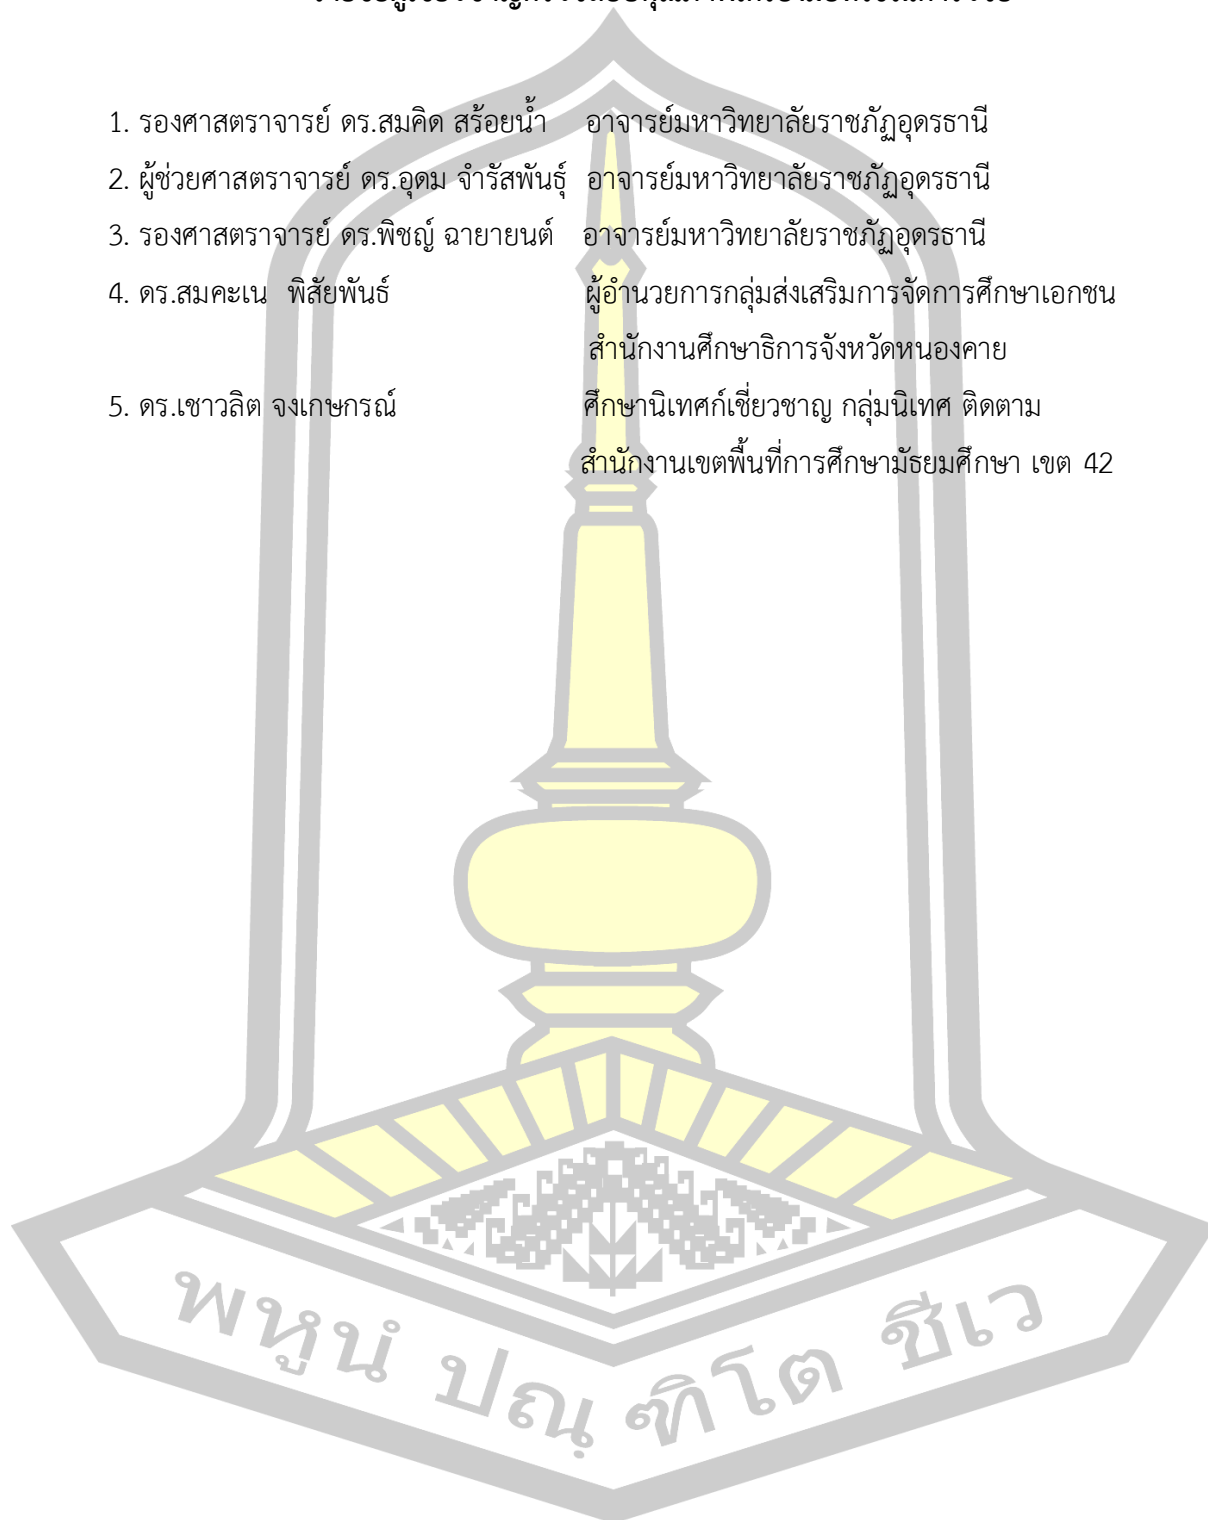 1. รองศาสตราจารย์ ดร.สมคิด สร้อยน้ำ อาจารย์มหาวิทยาลัยราชภัฏอุดรธานี
2. ผู้ช่วยศาสตราจารย์ ดร.อุดม จำรัสพันธุ์ อาจารย์มหาวิทยาลัยราชภัฏอุดรธานี
3. รองศาสตราจารย์ ดร.พิชญ์ ฉายายนต์ อาจารย์มหาวิทยาลัยราชภัฏอุดรธานี
4. ดร.สมคะเน พิสัยพันธ์ ผู้อำนวยการกลุ่มส่งเสริมการจัดการศึกษาเอกชน
สำนักงานศึกษาธิการจังหวัดหนองคาย
5. ดร.เชาวลิต จงเกษกรณ์ ศึกษานิเทศก์เชี่ยวชาญ กลุ่มนิเทศ ติดตาม
สำนักงานเขตพื้นที่การศึกษามัธยมศึกษา เขต 42
พหูนํ ปณฺ ฑิโต ชีเว